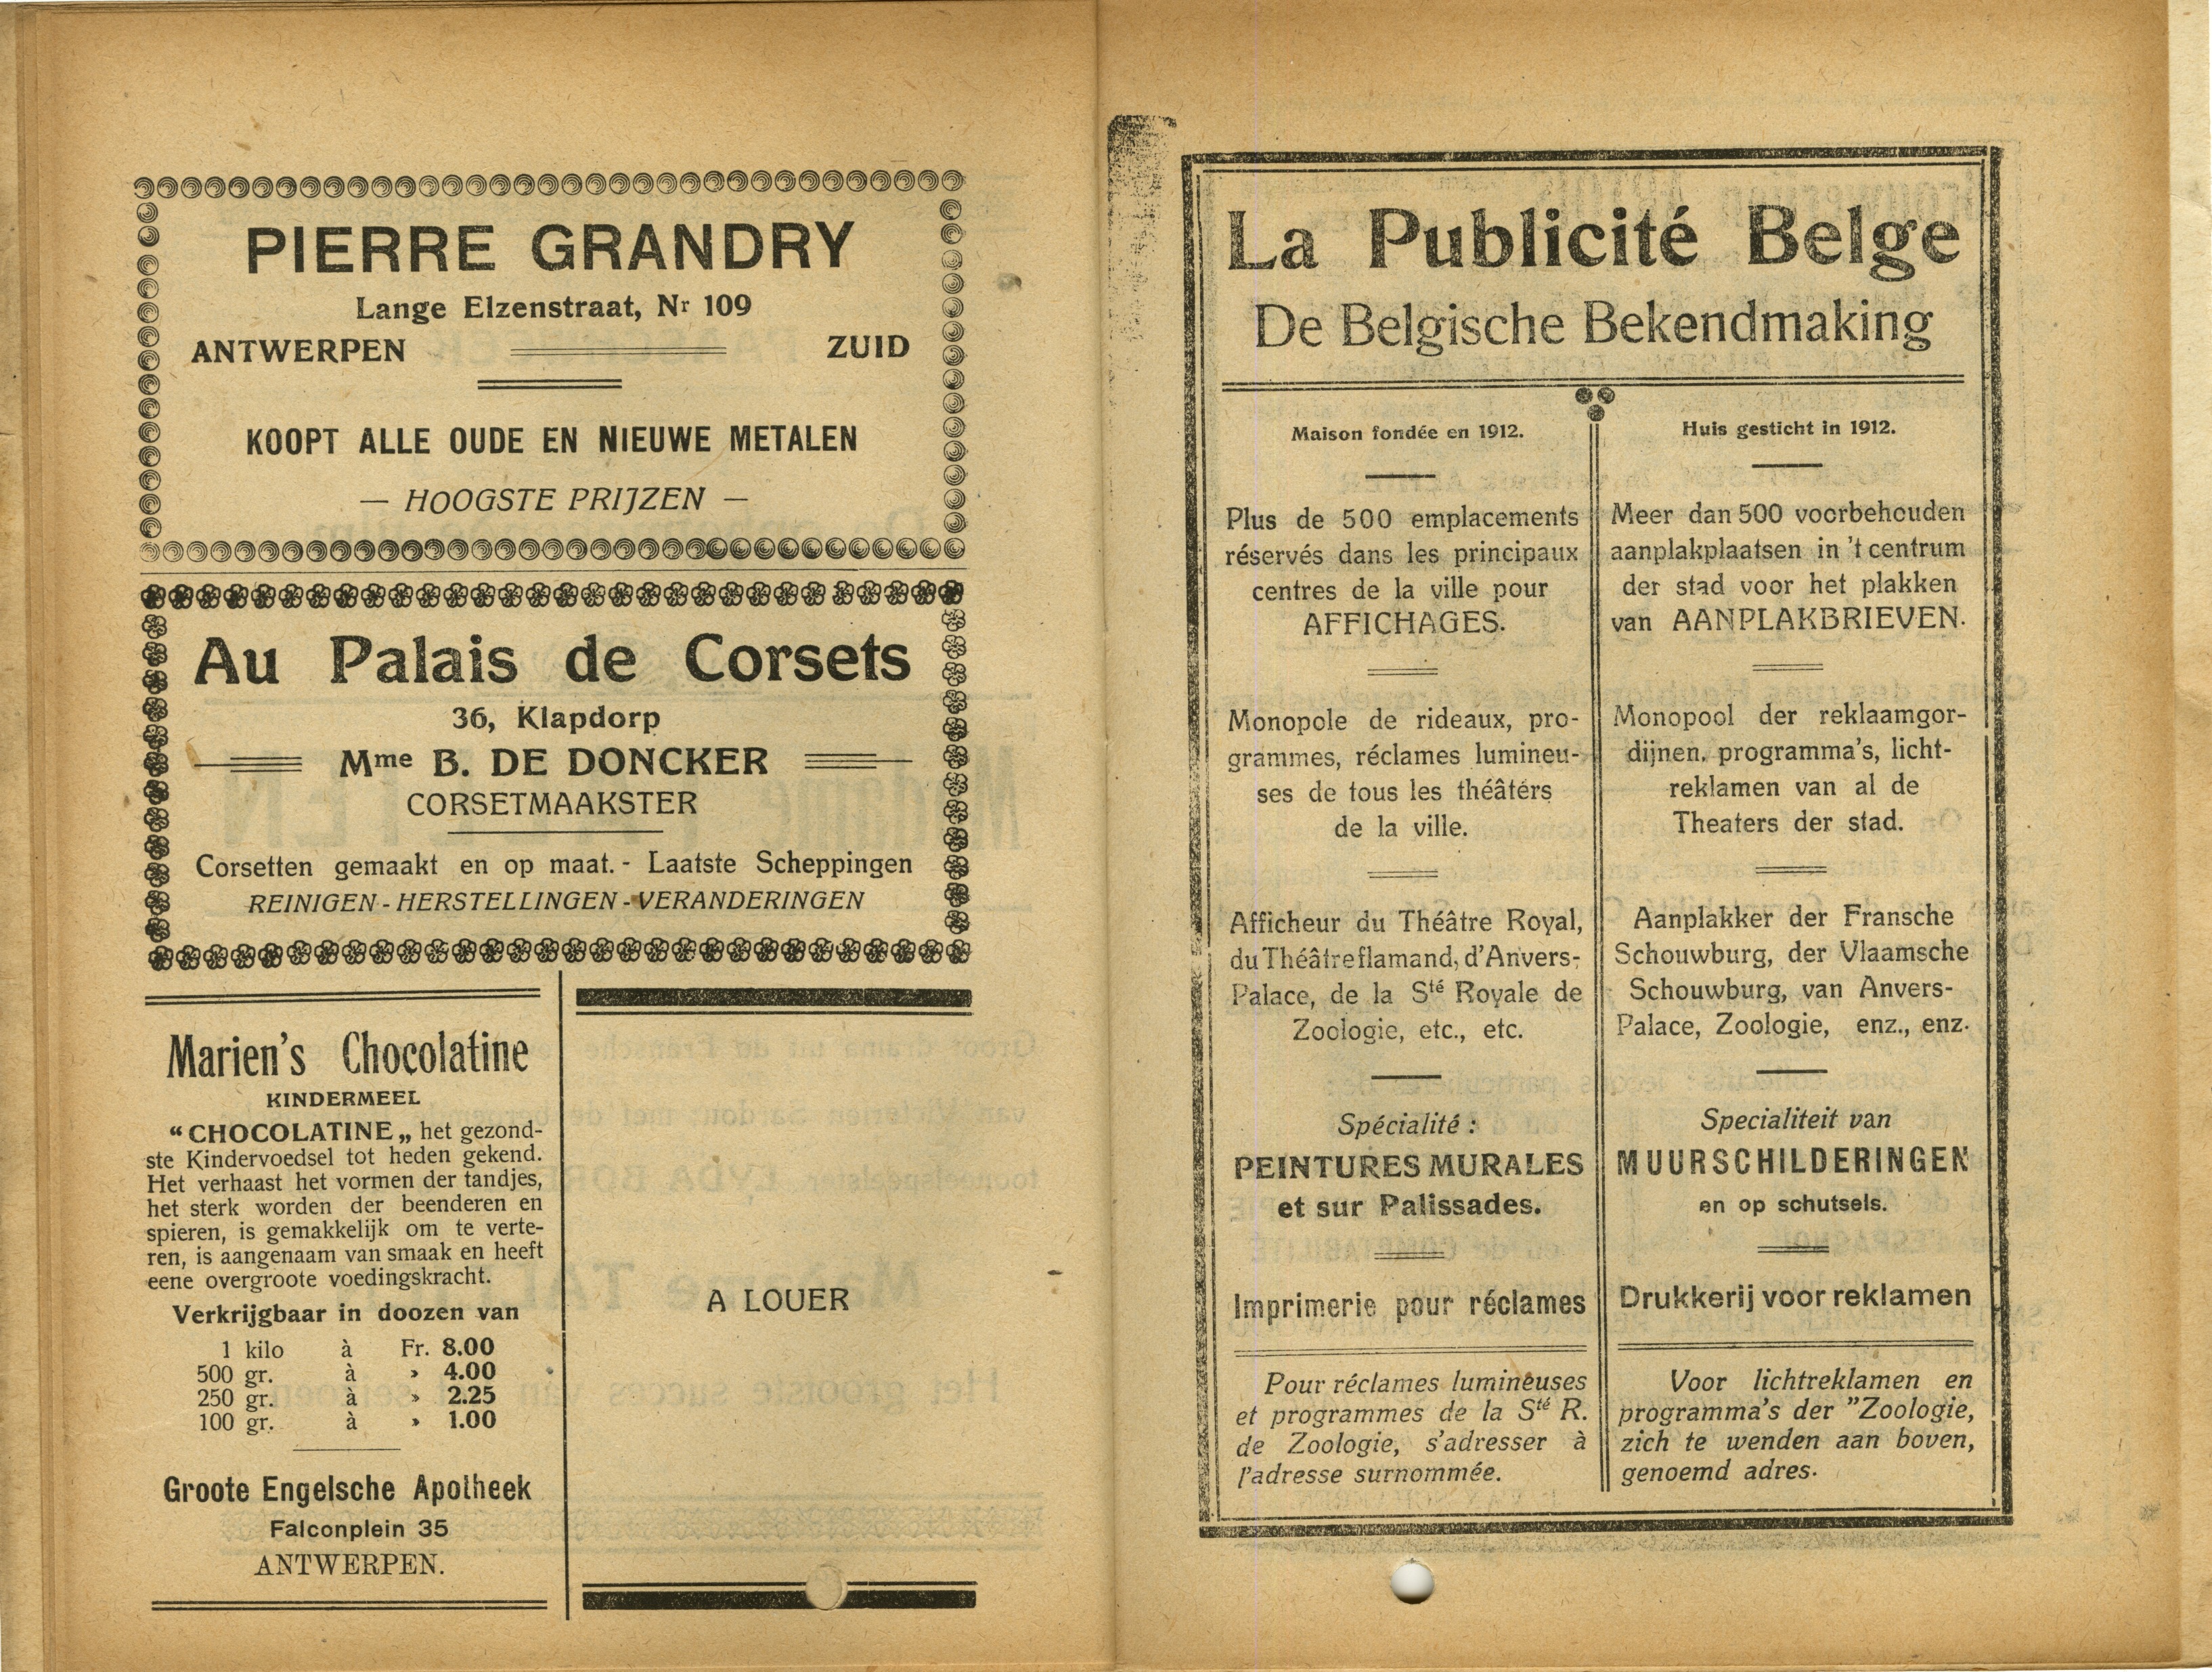 PIERRE GRANDRY
Lange Elzenstraat, Nr 109
ANTWERPEN ZUID
KOOPT ALLE OUDE EN NIEUWE METALEN
— HOOGSTE PRIJZEN —
Au Palais de Corsets
36, Klapdorp
Mme B. DE DONCKER
CORSETMAAKSTER
Corsetten gemaakt en op maat. - Laatste Scheppingen
REINIGEN - HERSTELLINGEN - VERANDERINGEN
Marien's Chocolatine
KINDERMEEL
“ CHOCOLATINE „ het gezond-
ste Kindervoedsel tot heden gekend.
Het verhaast het vormen der tandjes,
het sterk worden der beenderen en
spieren, is gemakkelijk om te verte-
ren, is aangenaam van smaak en heeft
eene overgroote voedingskracht.
Verkrijgbaar in doozen van
1 kilo à Fr. 8.00
500 gr. à » 4.00
250 gr. à » 2.25
100 gr. à » 1.00
Groote Engelsche Apotheek
Falconplein 35
ANTWERPEN.
A LOUER
La Publicité Belge
De Belgische Bekendmaking
Maison fondée en 1912.
Plus de 500 emplacements
réservés dans les principaux
centres de la ville pour
AFFICHAGES.
Monopole de rideaux, pro-
grammes, réclames lumineu-
ses de tous les théâtérs
de la ville.
Afficheur du Théâtre Royal,
du Théâtre flamand, d'Anvers-
Palace, de la Sté Royale de
Zoologie, etc., etc.
Spécialité :
PEINTURES MURALES
et sur Palissades.
Imprimerie pour réclames
Pour réclames lumineuses
et programmes de la Sté R.
de Zoologie, s'adresser à
l'adresse surnommée.
Huis gesticht in 1912.
Meer dan 500 voorbehouden
aanplakplaatsen in 't centrum
der stad voor het plakken
van AANPLAKBRIEVEN.
Monopool der reklaamgor-
dijnen, programma's, licht-
reklamen van al de
Theaters der stad.
Aanplakker der Fransche
Schouwburg, der Vlaamsche
Schouwburg, van Anvers-
Palace, Zoologie, enz., enz.
Specialiteit van
MUURSCHILDERINGEN
en op schutsels.
Drukkerij voor reklamen
Voor lichtreklamen en
programma's der "Zoologie,
zich te wenden aan boven,
genoemd adres.